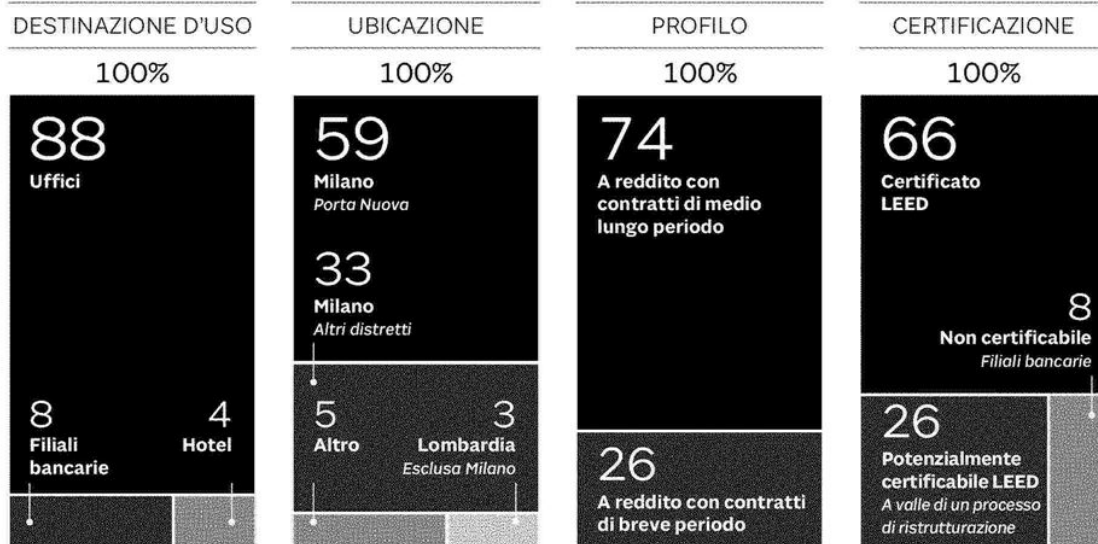 DESTINAZIONE D'USO
100%
88
Uffici
8
Filiali
bancarie
4
Hotel
UBICAZIONE
100%
59
Milano
Porta Nuova
33
Milano
Altri distretti
5
Altro
3
Lombardia
Esclusa Milano
PROFILO
100%
74
A reddito con
contratti di medio
lungo periodo
26
A reddito con contratti
di breve periodo
CERTIFICAZIONE
100%
66
Certificato
LEED
8
Non certificabile
Filiali bancarie
26
Potenzialmente
certificabile LEED
A valle di un processo
di ristrutturazione